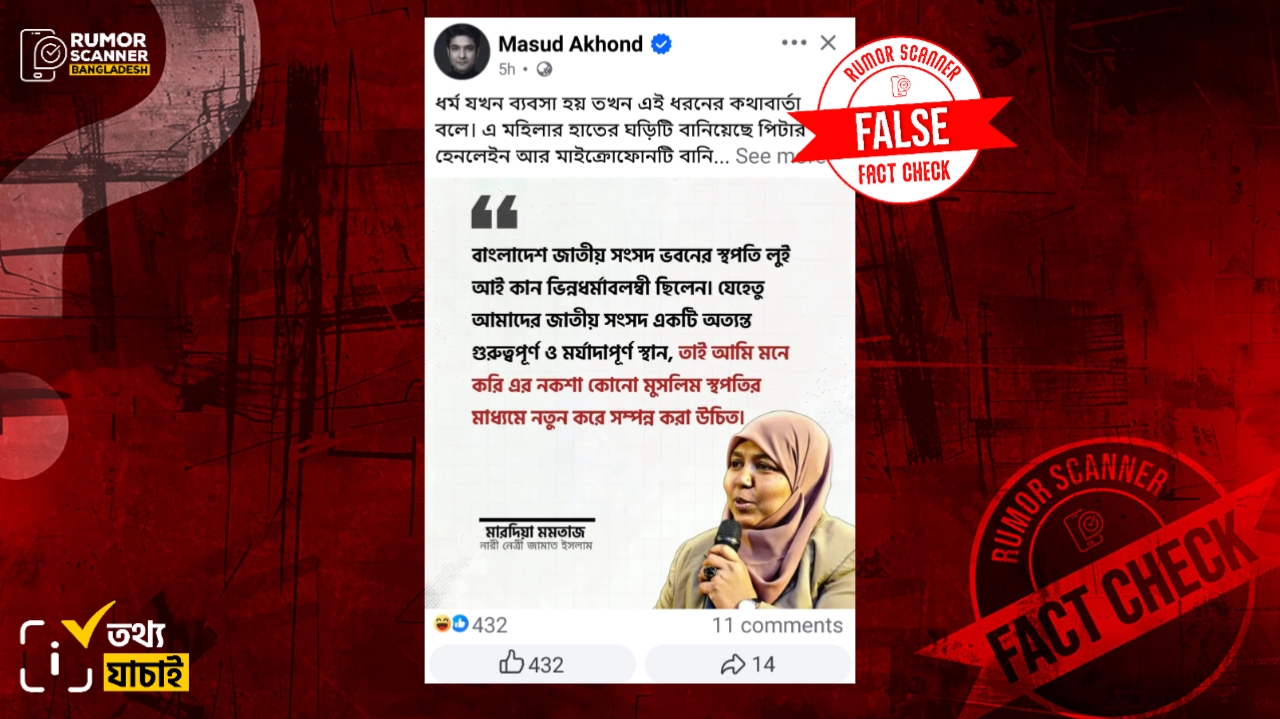 RUMOR
SCANNER
BANGLADESH
Masud Akhond
5h
ধর্ম যখন ব্যবসা হয় তখন এই ধরনের কথাবার্তা
বলে। এ মহিলার হাতের ঘড়িটি বানিয়েছে পিটার
হেনলেইন আর মাইক্রোফোনটি বানি... See more
RUMOR SCANNER
FALSE
FACT CHECK
বাংলাদেশ জাতীয় সংসদ ভবনের স্থপতি লুই
আই কান ভিন্নধর্মাবলম্বী ছিলেন। যেহেতু
আমাদের জাতীয় সংসদ একটি অত্যন্ত
গুরুত্বপূর্ণ ও মর্যাদাপূর্ণ স্থান, তাই আমি মনে
করি এর নকশা কোনো মুসলিম স্থপতির
মাধ্যমে নতুন করে সম্পন্ন করা উচিত।
মারদিয়া মমতাজ
নারী নেত্রী জামাত ইসলাম
432
11 comments
432
14
তথ্য
যাচাই
RUMOR SCANNER
FACT CHECK